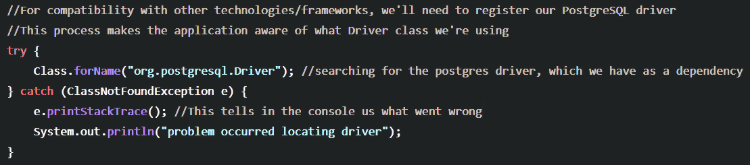 //For compatibility with other technologies/frameworks, we'll need to register our PostgreSQL driver
//This process makes the application aware of what Driver class we're using
try {
    Class.forName("org.postgresql.Driver"); //searching for the postgres driver, which we have as a dependency
} catch (ClassNotFoundException e) {
    e.printStackTrace(); //This tells in the console us what went wrong
    System.out.println("problem occurred locating driver");
}